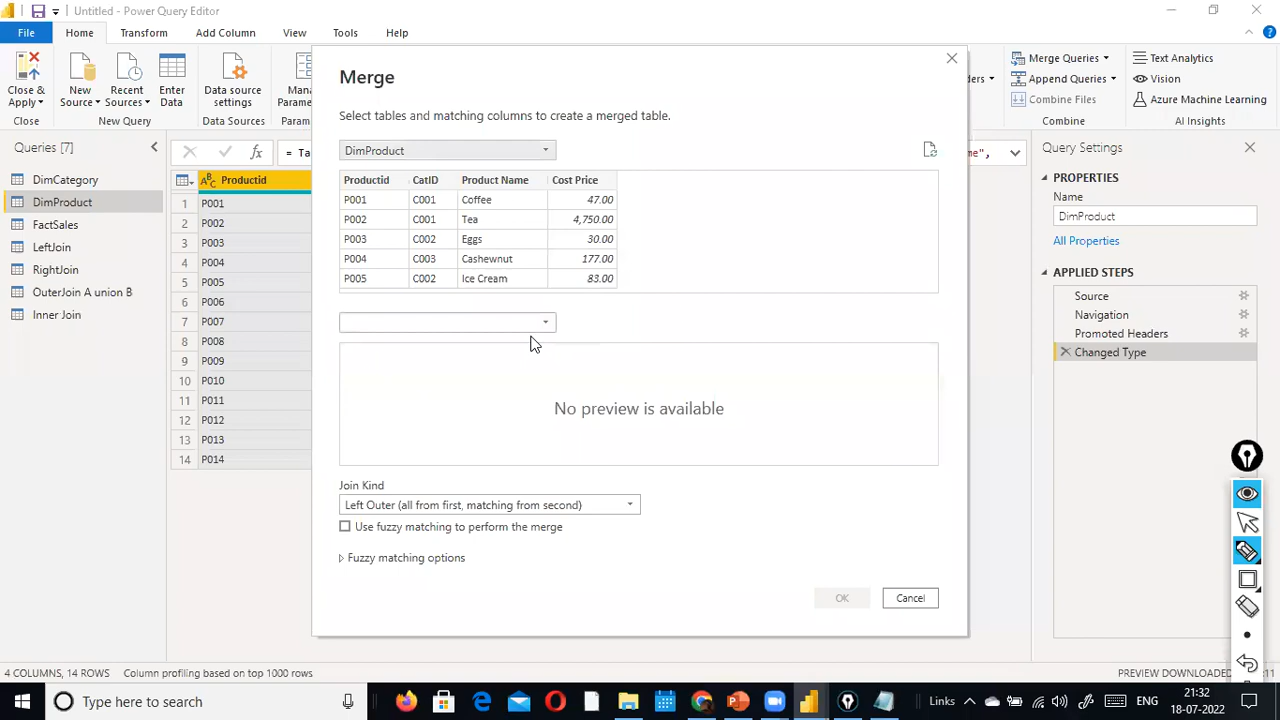 Untitled - Power Query Editor
File Home Transform Add Column View Tools Help
Close & Apply
New Source
Recent Sources
Enter Data
Data source settings
Close
New Query
Data Sources
Merge Queries
Append Queries
Combine Files
Combine
Text Analytics
Vision
Azure Machine Learning
AI Insights
Queries [7]
DimCategory
DimProduct
FactSales
LeftJoin
RightJoin
OuterJoin A union B
Inner Join
fx = Ta
Productid
1 P001
2 P002
3 P003
4 P004
5 P005
6 P006
7 P007
8 P008
9 P009
10 P010
11 P011
12 P012
13 P013
14 P014
Merge
Select tables and matching columns to create a merged table.
DimProduct
Productid CatID Product Name Cost Price
P001 C001 Coffee 47.00
P002 C001 Tea 4,750.00
P003 C002 Eggs 30.00
P004 C003 Cashewnut 177.00
P005 C002 Ice Cream 83.00
No preview is available
Join Kind
Left Outer (all from first, matching from second)
Use fuzzy matching to perform the merge
Fuzzy matching options
OK Cancel
Query Settings
PROPERTIES
Name
DimProduct
All Properties
APPLIED STEPS
Source
Navigation
Promoted Headers
Changed Type
4 COLUMNS, 14 ROWS Column profiling based on top 1000 rows
PREVIEW DOWNLOADED
Type here to search
Links
ENG
21:32
18-07-2022